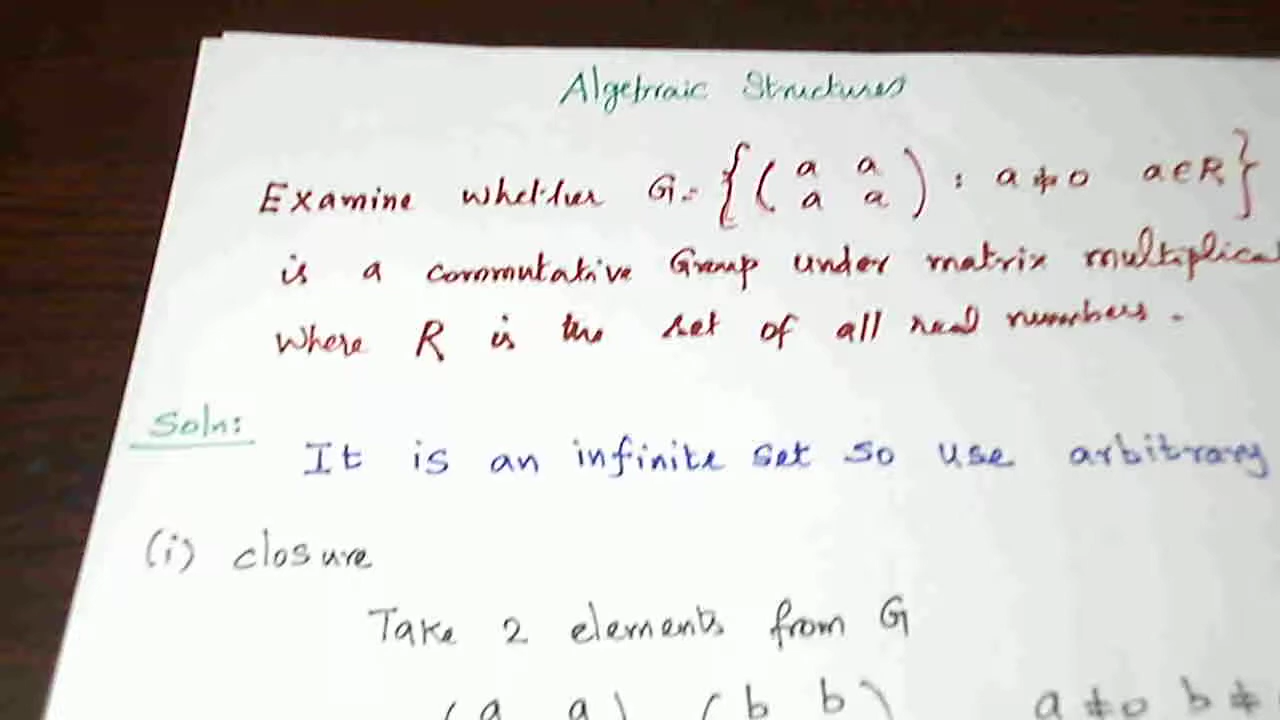 Algebraic Structures
Examine whether G = { ( a a
a a ) : a ≠ 0 a ∈ R }
is a commutative Group under matrix multiplicat
where R is the set of all real numbers.
Soln:
It is an infinite set so use arbitrary
(i) closure
Take 2 elements from G
( a a ) ( b b ) a ≠ 0 b ≠